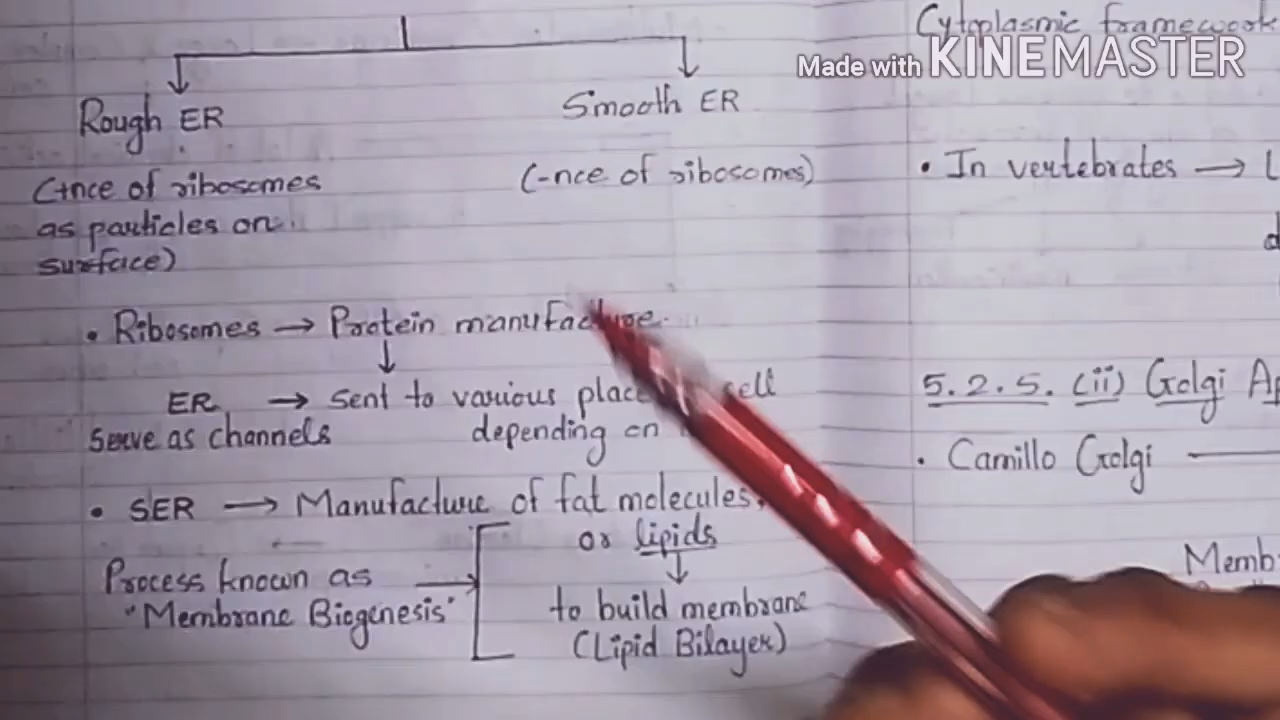 Cytoplasmic framework
Made with KINEMASTER
Rough ER
Smooth ER
(+nce of ribosomes
as particles on
surface)
(-nce of ribosomes)
• In vertebrates →
• Ribosomes → Protein manufacture.
↓
ER → sent to various place cell
serve as channels depending on
5.2.5. (ii) Golgi
• Camillo Golgi
• SER → Manufacture of fat molecules,
or lipids
↓
Process known as →
"Membrane Biogenesis"
to build membrane
(Lipid Bilayer)